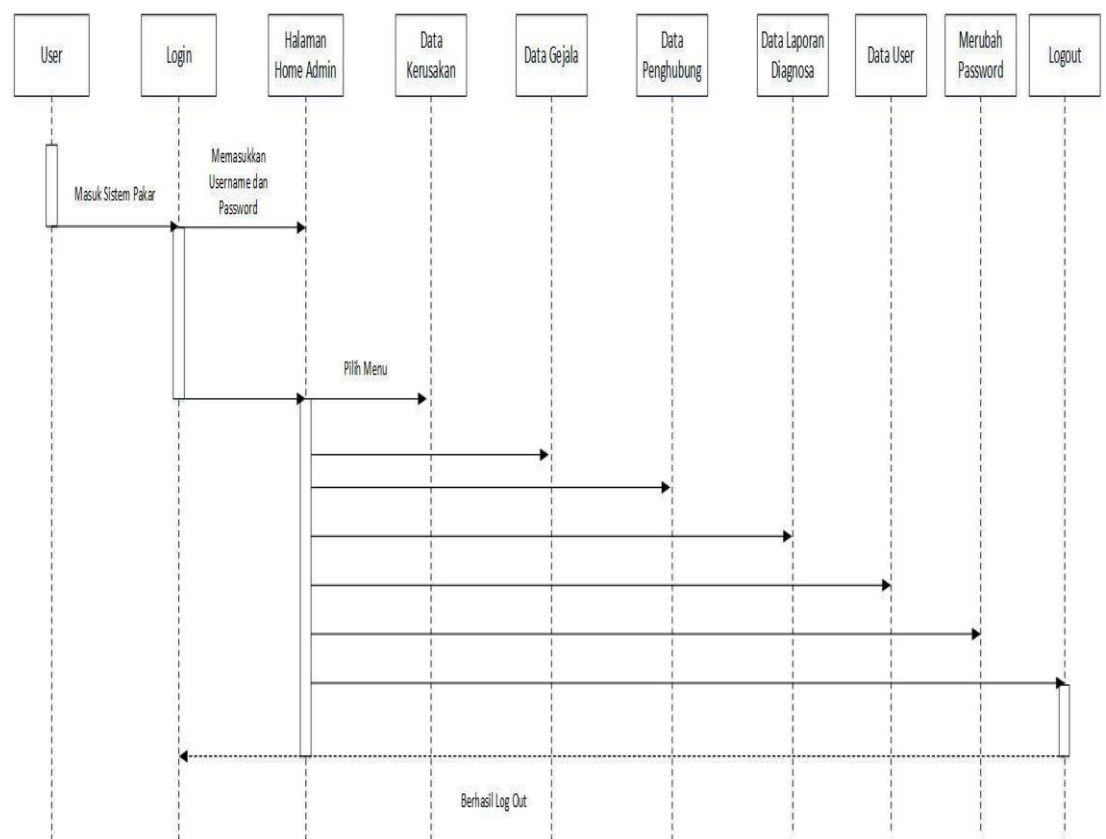 User
Login
Halaman
Home Admin
Data
Kerusakan
Data Gejala
Data
Penghubung
Data Laporan
Diagnosa
Data User
Merubah
Password
Logout
Memasukkan
Username dan
Password
Masuk Sistem Pakar
Pilih Menu
Berhasil Log Out